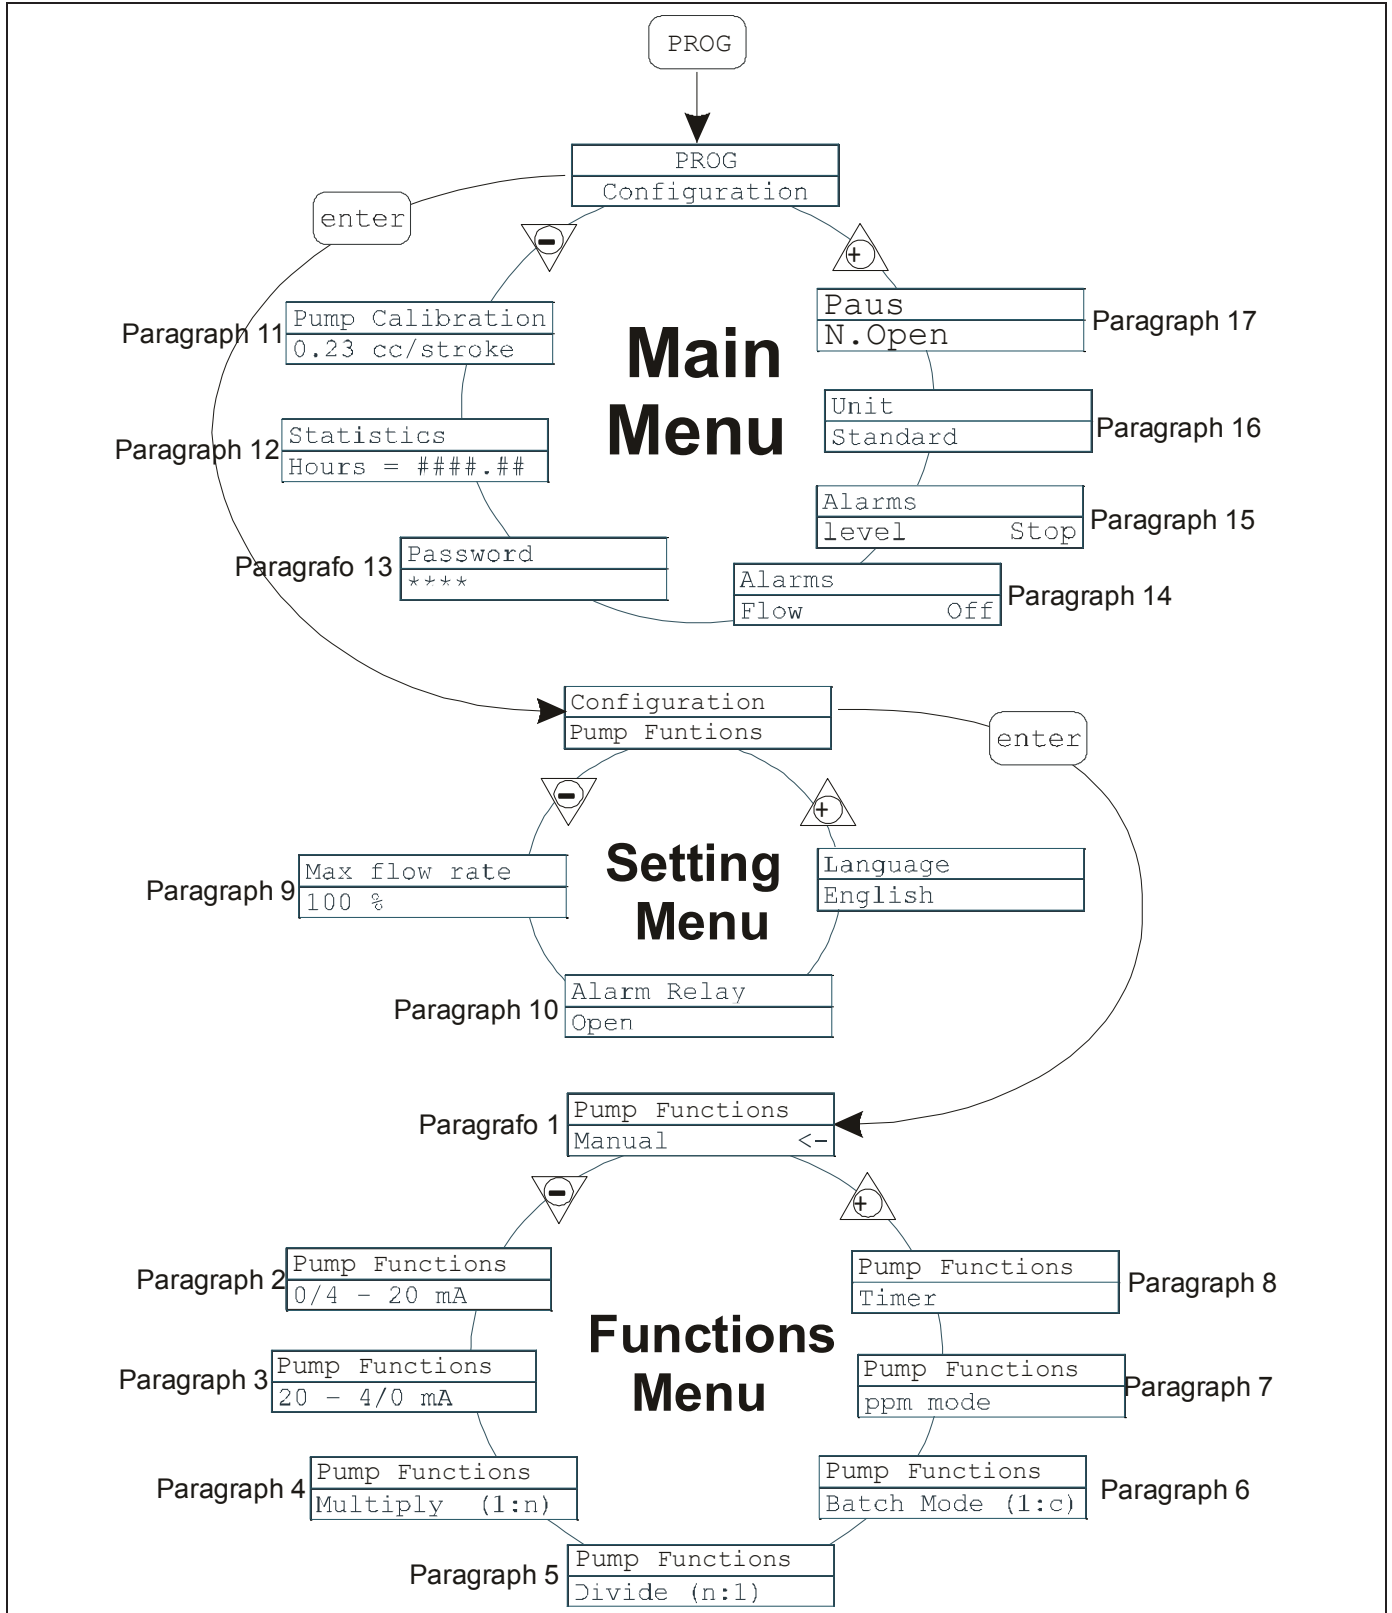 PROG
PROG
Configuration
enter
-
+
Pump Calibration
0.23 cc/stroke
Paragraph 11
Paus
N.Open
Paragraph 17
Main
Menu
Unit
Standard
Paragraph 16
Statistics
Hours = ####.##
Paragraph 12
Alarms
level Stop
Paragraph 15
Password
****
Paragrafo 13
Alarms
Flow Off
Paragraph 14
Configuration
Pump Funtions
enter
-
+
Setting
Menu
Max flow rate
100 %
Paragraph 9
Language
English
Alarm Relay
Open
Paragraph 10
Pump Functions
Manual <-
Paragrafo 1
-
+
Pump Functions
0/4 - 20 mA
Paragraph 2
Pump Functions
Timer
Paragraph 8
Functions
Menu
Pump Functions
20 - 4/0 mA
Paragraph 3
Pump Functions
ppm mode
Paragraph 7
Pump Functions
Multiply (1:n)
Paragraph 4
Pump Functions
Batch Mode (1:c)
Paragraph 6
Pump Functions
Divide (n:1)
Paragraph 5